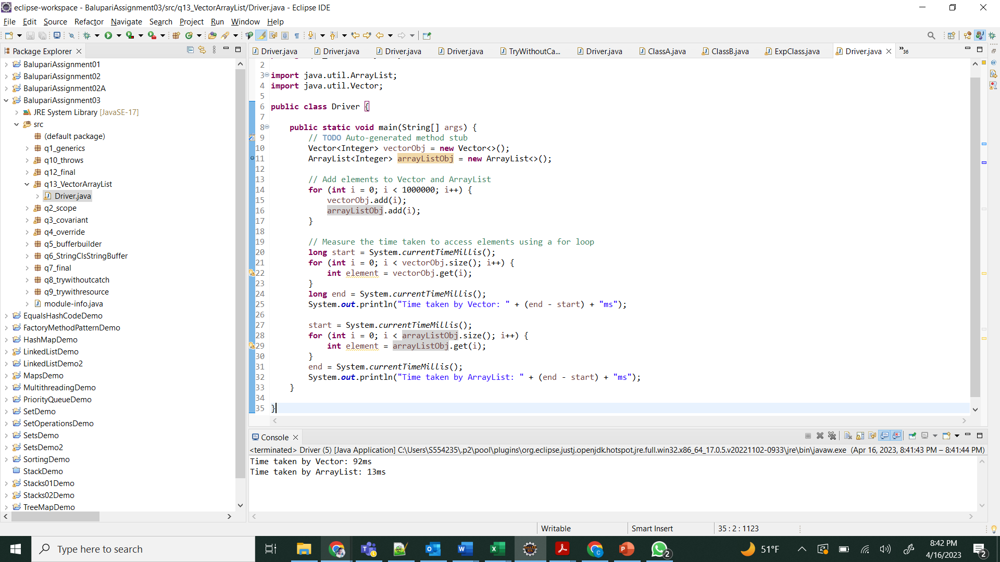 eclipse-workspace - BalupariAssignment03/src/q13_VectorArrayList/Driver.java - Eclipse IDE
File Edit Source Refactor Navigate Search Project Run Window Help
Package Explorer
BalupariAssignment01
BalupariAssignment02
BalupariAssignment02A
BalupariAssignment03
JRE System Library [JavaSE-17]
src
(default package)
q1_generics
q10_throws
q12_final
q13_VectorArrayList
Driver.java
q2_scope
q3_covariant
q4_override
q5_bufferbuilder
q6_StringClsStringBuffer
q7_final
q8_trywithoutcatch
q9_trywithresource
module-info.java
EqualsHashCodeDemo
FactoryMethodPatternDemo
HashMapDemo
LinkedListDemo
LinkedListDemo2
MapsDemo
MultithreadingDemo
PriorityQueueDemo
SetDemo
SetOperationsDemo
SetsDemo
SetsDemo2
SortingDemo
StackDemo
Stacks01Demo
Stacks02Demo
TreeMapDemo
Driver.java Driver.java Driver.java Driver.java TryWithoutCa... Driver.java ClassA.java ClassB.java ExpClass.java Driver.java »36
2
3 import java.util.ArrayList;
4 import java.util.Vector;
5
6 public class Driver {
7
8 public static void main(String[] args) {
9 // TODO Auto-generated method stub
10 Vector<Integer> vectorObj = new Vector<>();
11 ArrayList<Integer> arrayListObj = new ArrayList<>();
12
13 // Add elements to Vector and ArrayList
14 for (int i = 0; i < 1000000; i++) {
15 vectorObj.add(i);
16 arrayListObj.add(i);
17 }
18
19 // Measure the time taken to access elements using a for loop
20 long start = System.currentTimeMillis();
21 for (int i = 0; i < vectorObj.size(); i++) {
22 int element = vectorObj.get(i);
23 }
24 long end = System.currentTimeMillis();
25 System.out.println("Time taken by Vector: " + (end - start) + "ms");
26
27 start = System.currentTimeMillis();
28 for (int i = 0; i < arrayListObj.size(); i++) {
29 int element = arrayListObj.get(i);
30 }
31 end = System.currentTimeMillis();
32 System.out.println("Time taken by ArrayList: " + (end - start) + "ms");
33 }
34
35 }
Console
<terminated> Driver (5) [Java Application] C:\Users\S554235\.p2\pool\plugins\org.eclipse.justj.openjdk.hotspot.jre.full.win32.x86_64_17.0.5.v20221102-0933\jre\bin\javaw.exe (Apr 16, 2023, 8:41:43 PM – 8:41:44 PM)
Time taken by Vector: 92ms
Time taken by ArrayList: 13ms
Writable Smart Insert 35 : 2 : 1123
Type here to search
2
51°F
8:42 PM
4/16/2023
2